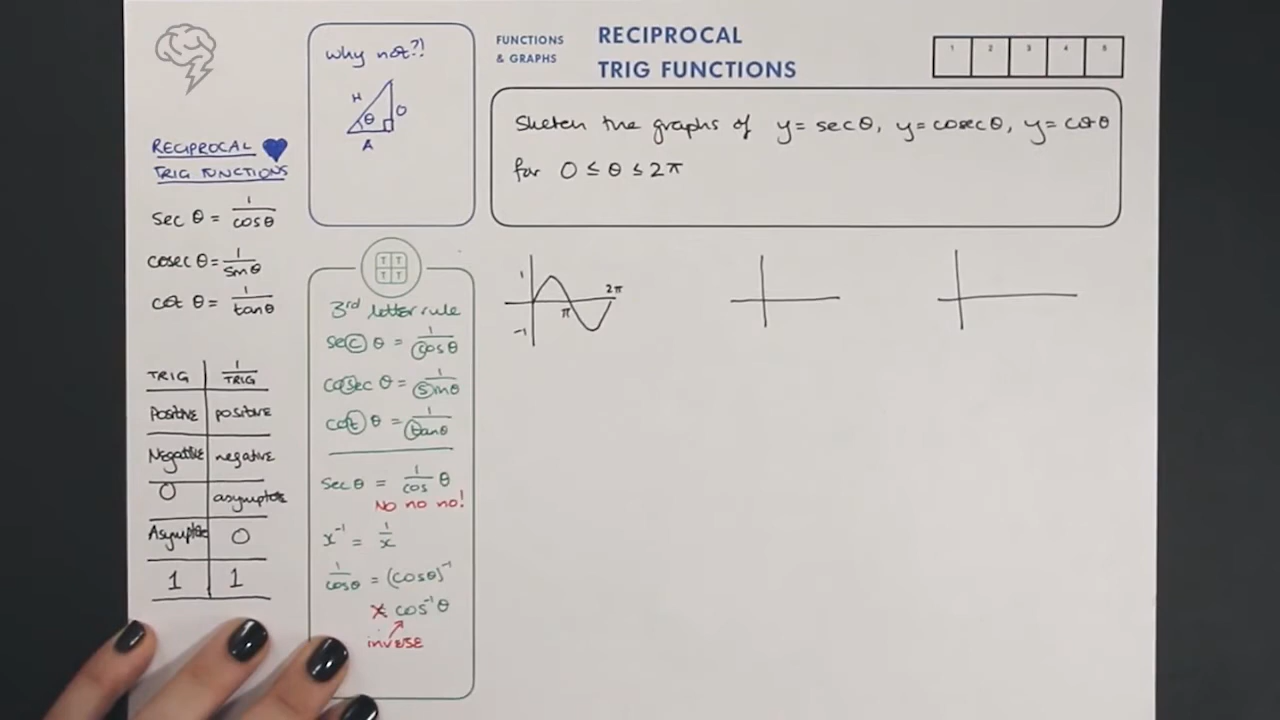 RECIPROCAL
TRIG FUNCTIONS
sec θ = 1/cosθ
cosec θ = 1/sinθ
cot θ = 1/tanθ
TRIG 1/TRIG
Positive positive
Negative negative
0 asymptote
Asymptote 0
1 1
why not?!
H
θ
O
A
T T
T T
3rd letter rule
sec θ = 1/cosθ
cosec θ = 1/sinθ
cot θ = 1/tanθ
sec θ = 1/cos θ
No no no!
x⁻¹ = 1/x
1/cosθ = (cosθ)⁻¹
× cos⁻¹θ
inverse
FUNCTIONS
& GRAPHS
RECIPROCAL
TRIG FUNCTIONS
1 2 3 4 5
Sketch the graphs of y = secθ, y = cosecθ, y = cotθ
for 0 ≤ θ ≤ 2π
1
2π
π
-1